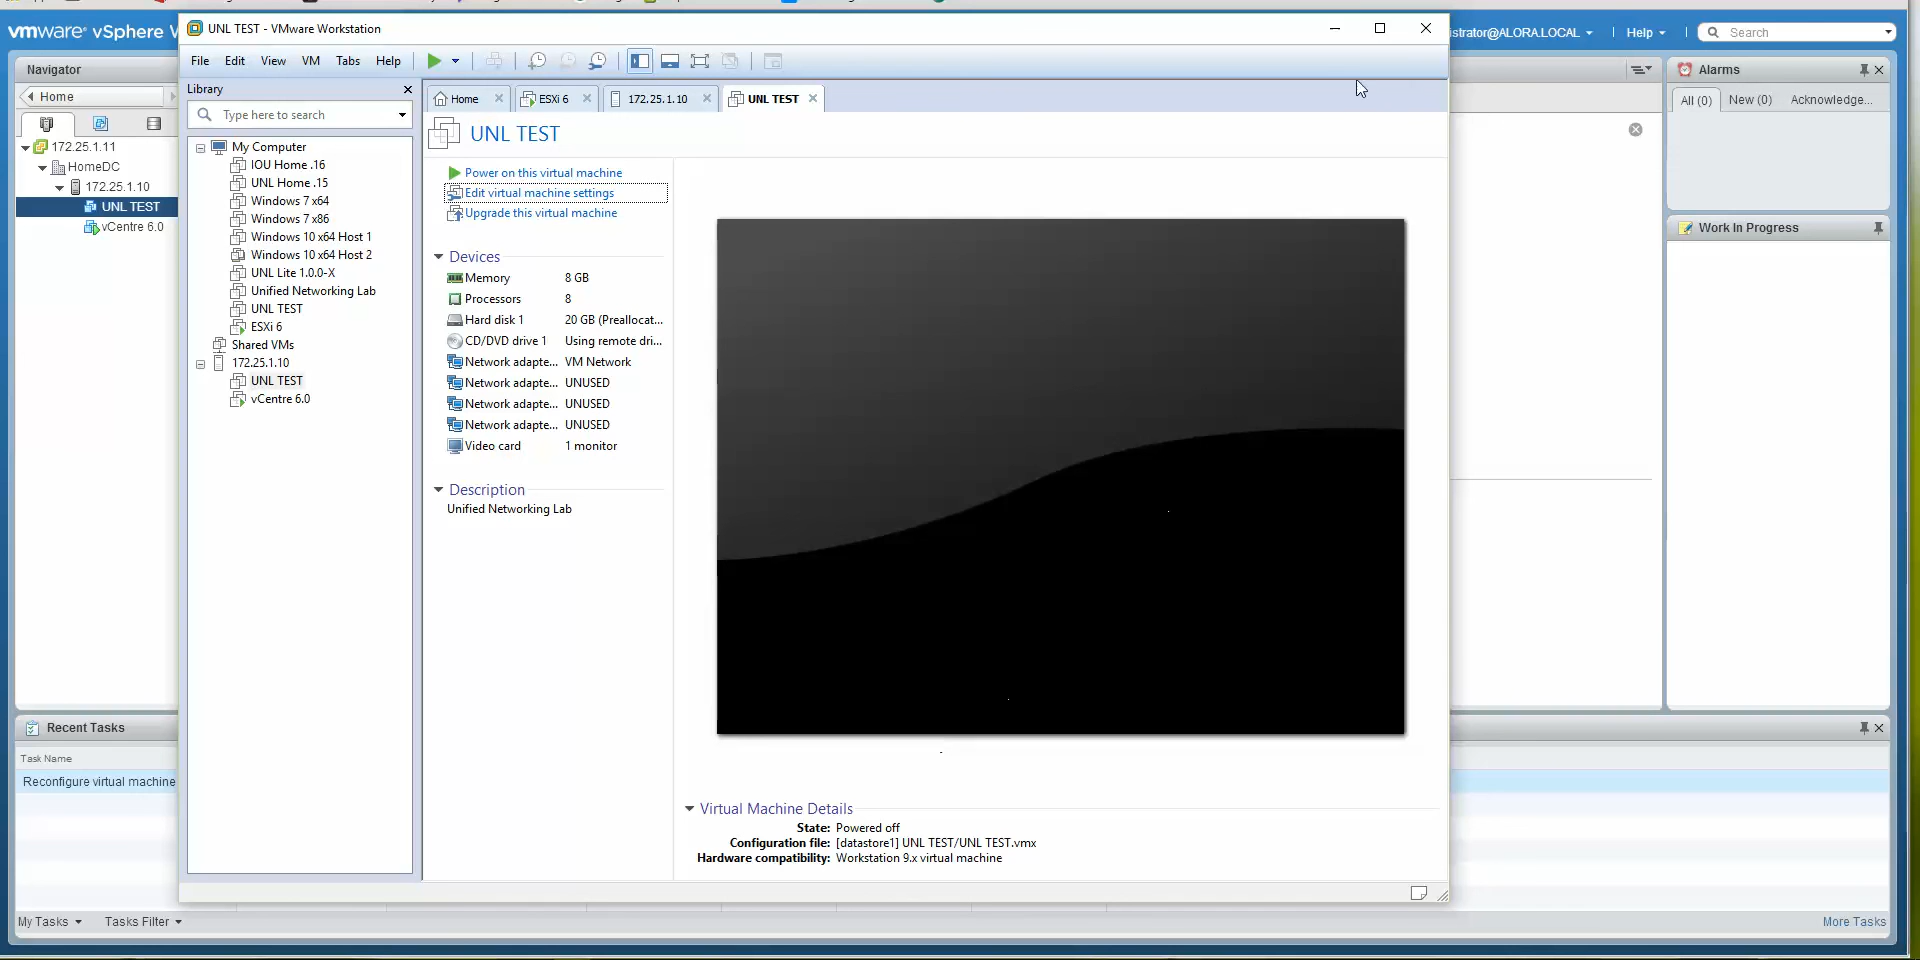 vmware® vSphere W
istrator@ALORA.LOCAL
Help
Search
Navigator
Home
172.25.1.11
HomeDC
172.25.1.10
UNL TEST
vCentre 6.0
UNL TEST - VMware Workstation
File Edit View VM Tabs Help
Library
Type here to search
My Computer
IOU Home .16
UNL Home .15
Windows 7 x64
Windows 7 x86
Windows 10 x64 Host 1
Windows 10 x64 Host 2
UNL Lite 1.0.0-X
Unified Networking Lab
UNL TEST
ESXi 6
Shared VMs
172.25.1.10
UNL TEST
vCentre 6.0
Home ESXi 6 172.25.1.10 UNL TEST
UNL TEST
Power on this virtual machine
Edit virtual machine settings
Upgrade this virtual machine
Devices
Memory 8 GB
Processors 8
Hard disk 1 20 GB (Preallocat...
CD/DVD drive 1 Using remote dri...
Network adapte... VM Network
Network adapte... UNUSED
Network adapte... UNUSED
Network adapte... UNUSED
Video card 1 monitor
Description
Unified Networking Lab
Virtual Machine Details
State: Powered off
Configuration file: [datastore1] UNL TEST/UNL TEST.vmx
Hardware compatibility: Workstation 9.x virtual machine
Alarms
All (0) New (0) Acknowledge...
Work In Progress
Recent Tasks
Task Name
Reconfigure virtual machine
My Tasks Tasks Filter
More Tasks